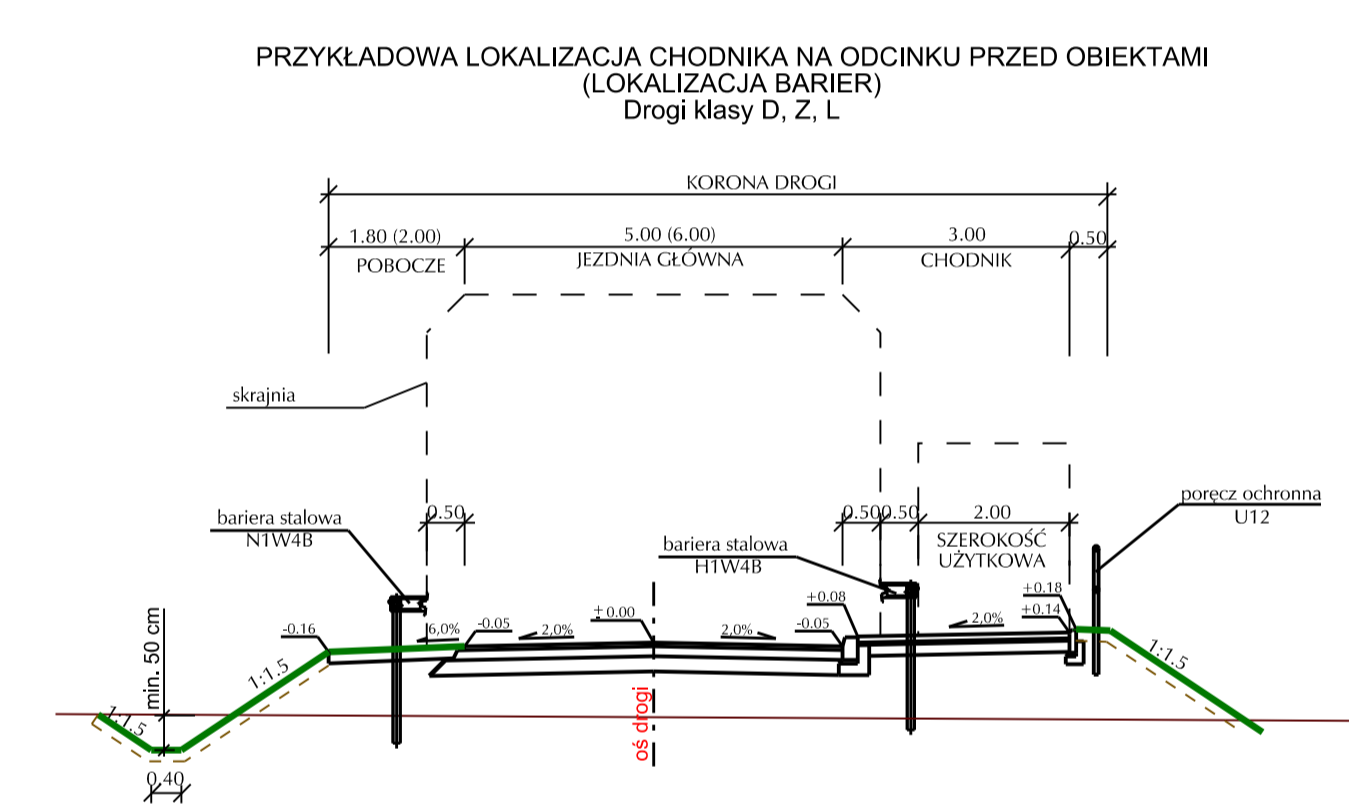 PRZYKŁADOWA LOKALIZACJA CHODNIKA NA ODCINKU PRZED OBIEKTAMI
(LOKALIZACJA BARIER)
Drogi klasy D, Z, L
KORONA DROGI
1.80 (2.00)
5.00 (6.00)
3.00
0.50
POBOCZE
JEZDNIA GŁÓWNA
CHODNIK
skrajnia
poręcz ochronna
U12
bariera stalowa
N1W4B
0.50
0.50
0.50
2.00
SZEROKOŚĆ
UŻYTKOWA
bariera stalowa
H1W4B
-0.16
6,0%
-0.05
2,0%
±0.00
2,0%
-0.05
+0.08
2,0%
+0.18
+0.14
1:1.5
min. 50 cm
1:1.5
1:1.5
oś drogi
0,40